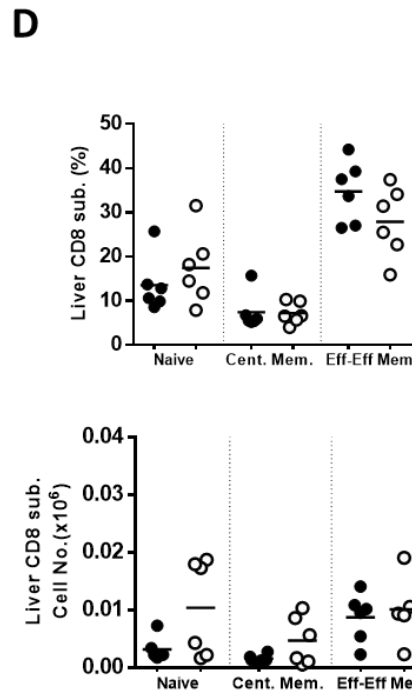 D
50
40
30
20
10
0
Liver CD8 sub. (%)
Naive Cent. Mem. Eff-Eff Mem
0.04
0.03
0.02
0.01
0.00
Liver CD8 sub.
Cell No.(x10⁶)
Naive Cent. Mem. Eff-Eff Me